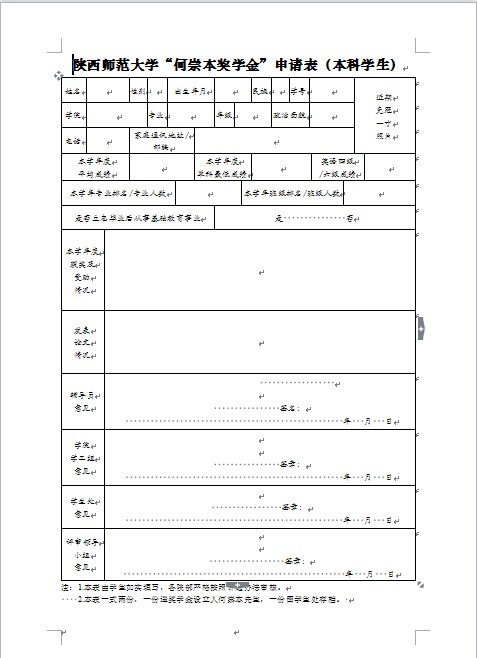 陕西师范大学“何崇本奖学金”申请表（本科学生）
姓名 性别 出生年月 民族 学号
近期
免冠
一寸
照片
学院 专业 年级 政治面貌
电话 家庭通讯地址/
邮编
本学年度
平均成绩
本学年度
单科最低成绩
英语四级
/六级成绩
本学年专业排名/专业人数 本学年班级排名/班级人数
是否立志毕业后从事基础教育事业 是 否
本学年度
获奖及
受助
情况
发表
论文
情况
辅导员
意见
签名：
年 月 日
学院
学工组
意见
签章：
年 月 日
学生处
意见
签章：
年 月 日
评审领导
小组
意见
签章：
年 月 日
注：1.本表由学生如实填写，各院部严格按照
审核。
2.本表一式两份，一份送奖学金设立人何崇本先生，一份由学生处存档。